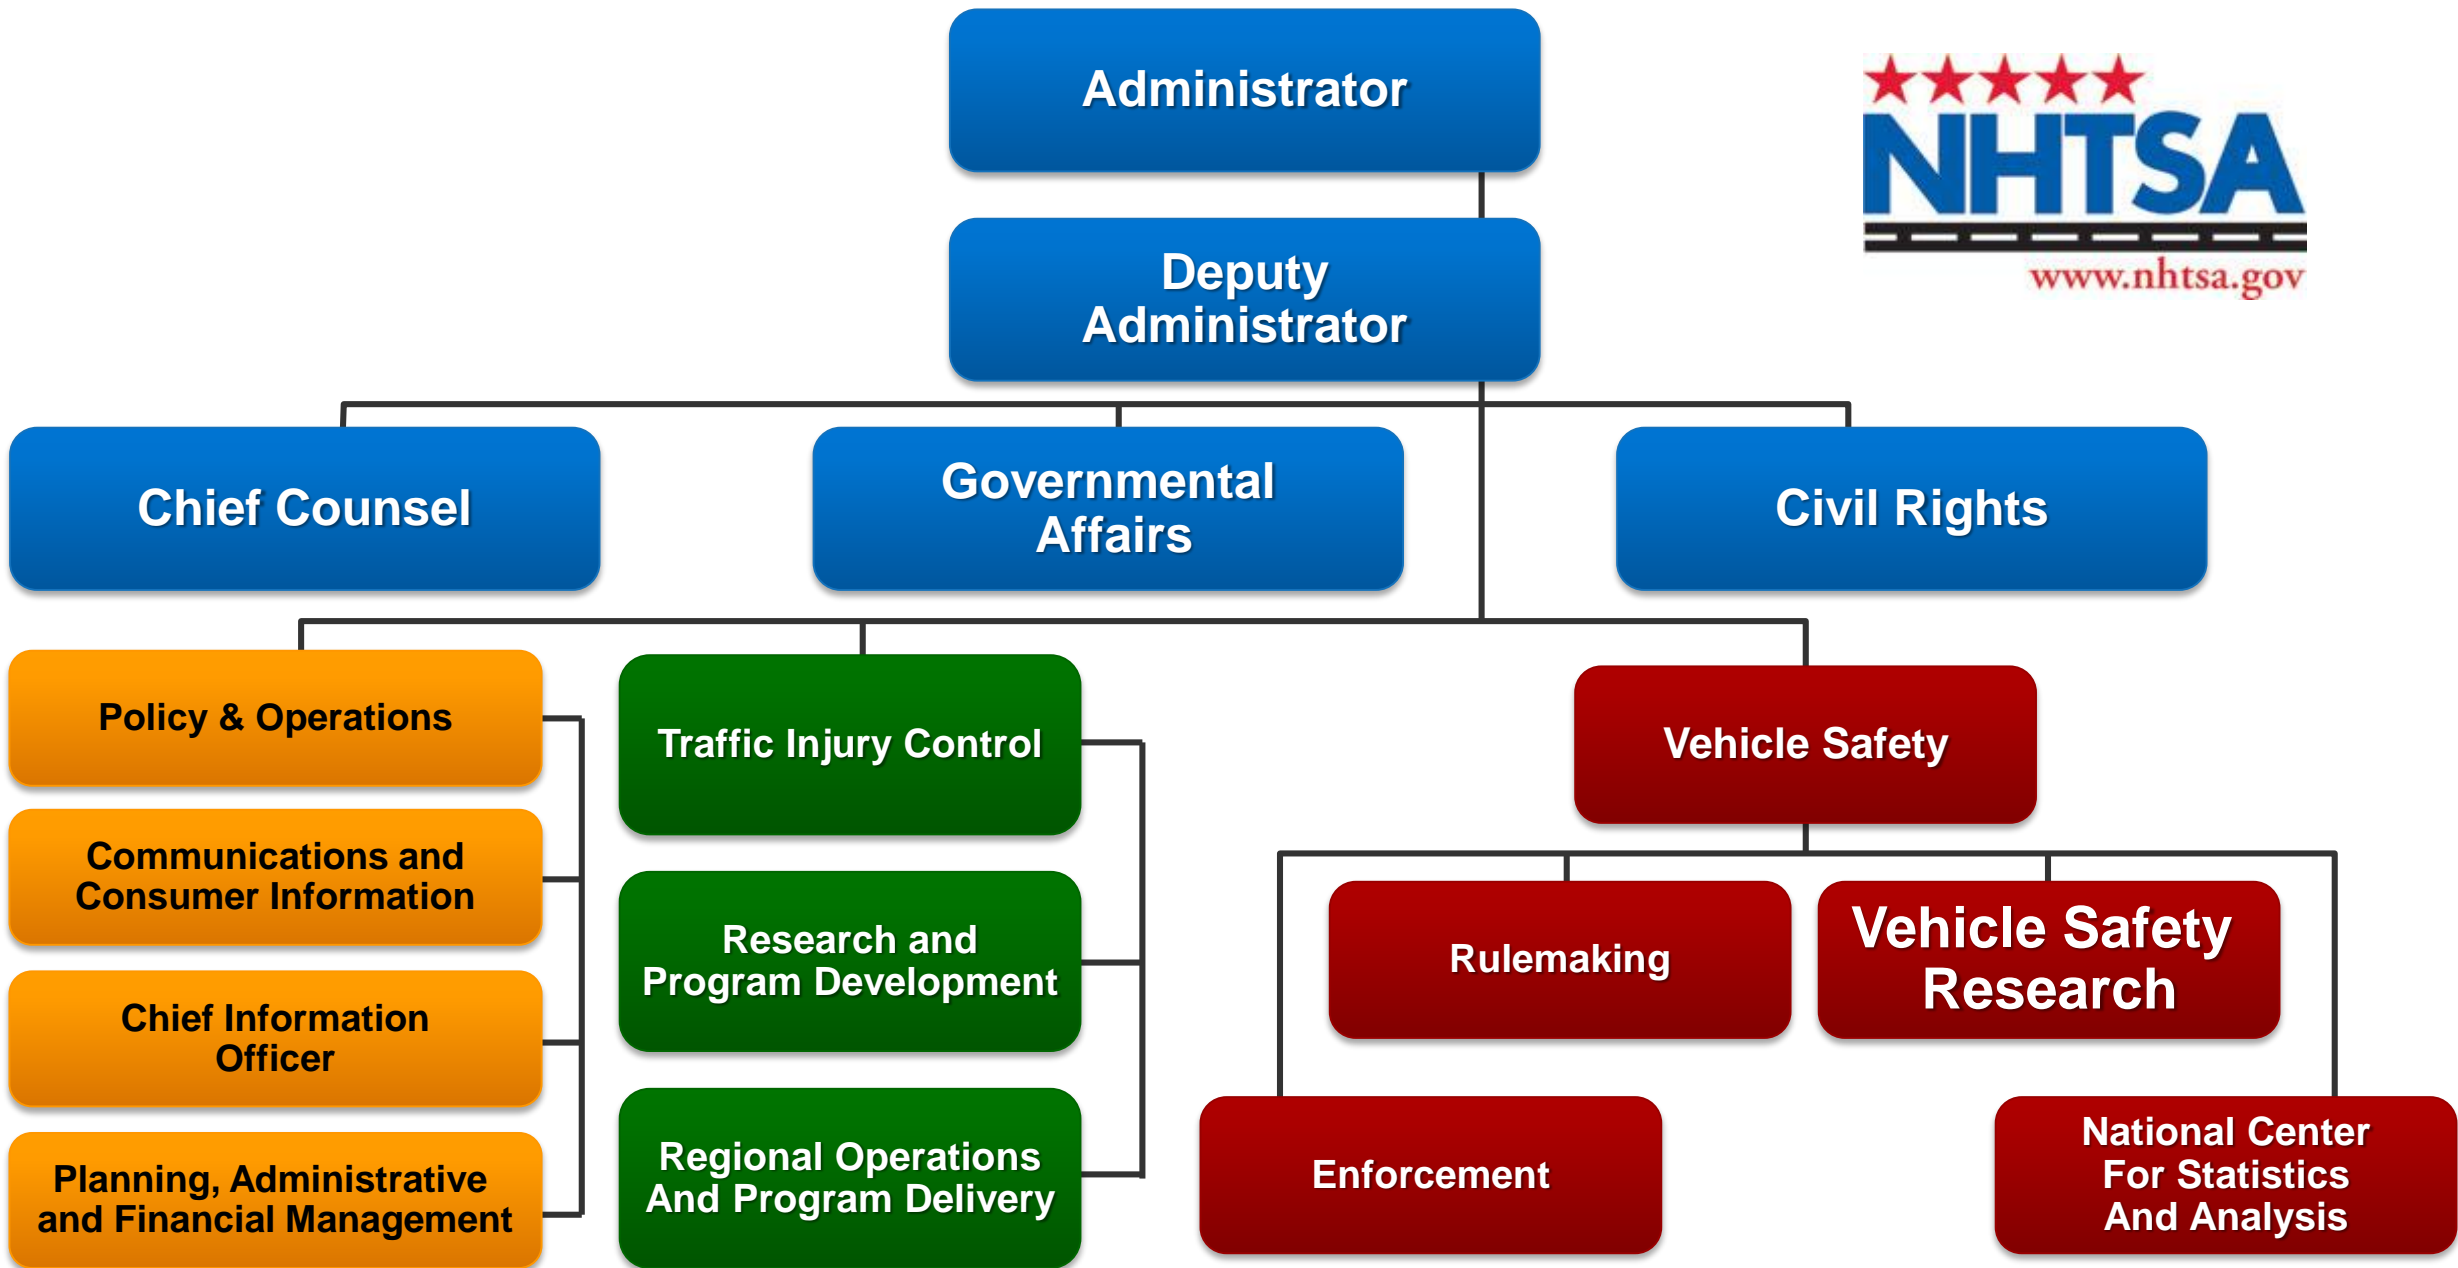 Administrator
NHTSA
www.nhtsa.gov
Deputy
Administrator
Chief Counsel
Governmental
Affairs
Civil Rights
Policy & Operations
Communications and
Consumer Information
Chief Information
Officer
Planning, Administrative
and Financial Management
Traffic Injury Control
Research and
Program Development
Regional Operations
And Program Delivery
Vehicle Safety
Rulemaking
Vehicle Safety
Research
Enforcement
National Center
For Statistics
And Analysis